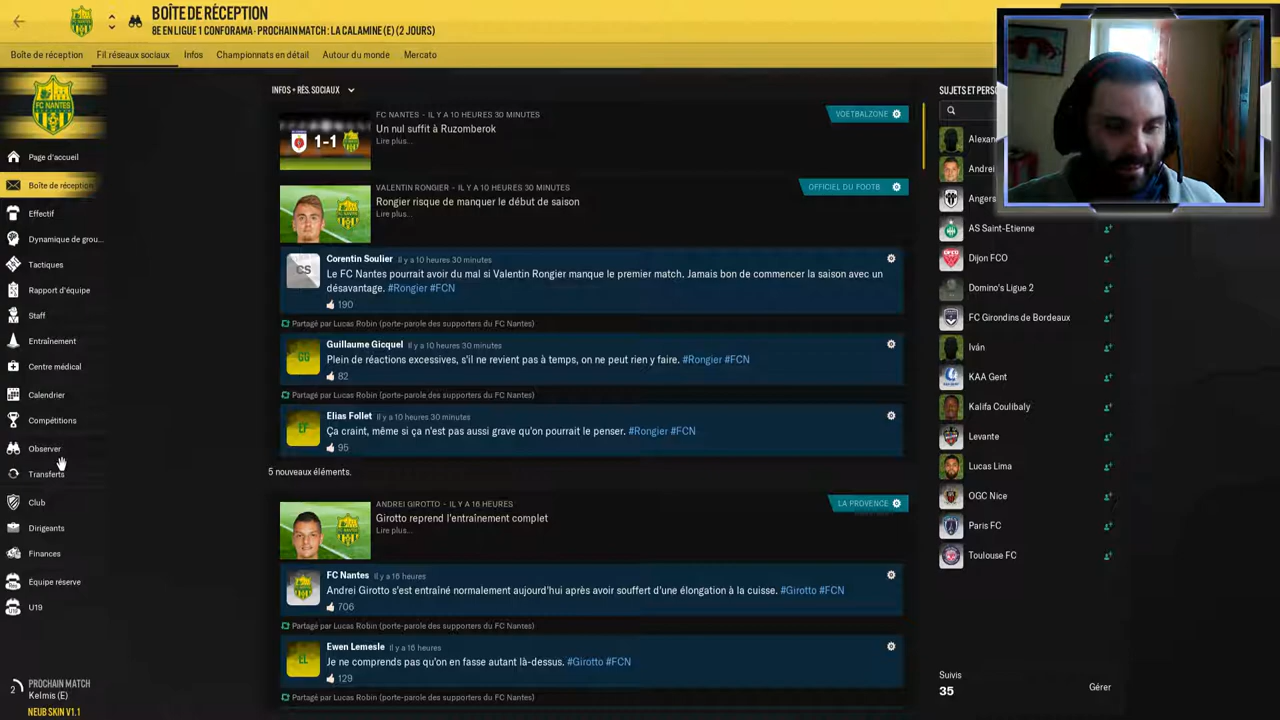 BOÎTE DE RÉCEPTION
8E EN LIGUE 1 CONFORAMA · PROCHAIN MATCH : LA CALAMINE (E) (2 JOURS)
Boîte de réception
Fil réseaux sociaux
Infos
Championnats en détail
Autour du monde
Mercato
FC NANTES
Page d'accueil
Boîte de réception
Effectif
Dynamique de grou...
Tactiques
Rapport d'équipe
Staff
Entraînement
Centre médical
Calendrier
Compétitions
Observer
Transferts
Club
Dirigeants
Finances
Équipe réserve
U19
2
PROCHAIN MATCH
Kelmis (E)
NEUB SKIN V1.1
INFOS + RÉS. SOCIAUX
FC NANTES – IL Y A 10 HEURES 30 MINUTES
VOETBALZONE
1-1
Un nul suffit à Ruzomberok
Lire plus...
VALENTIN RONGIER – IL Y A 10 HEURES 30 MINUTES
OFFICIEL DU FOOTB
Rongier risque de manquer le début de saison
Lire plus...
CS
Corentin Soulier Il y a 10 heures 30 minutes
Le FC Nantes pourrait avoir du mal si Valentin Rongier manque le premier match. Jamais bon de commencer la saison avec un
désavantage. #Rongier #FCN
190
Partagé par Lucas Robin (porte-parole des supporters du FC Nantes)
GG
Guillaume Gicquel Il y a 10 heures 30 minutes
Plein de réactions excessives, s'il ne revient pas à temps, on ne peut rien y faire. #Rongier #FCN
82
Partagé par Lucas Robin (porte-parole des supporters du FC Nantes)
EF
Elias Follet Il y a 10 heures 30 minutes
Ça craint, même si ça n'est pas aussi grave qu'on pourrait le penser. #Rongier #FCN
95
5 nouveaux éléments.
ANDREI GIROTTO – IL Y A 16 HEURES
LA PROVENCE
Girotto reprend l'entraînement complet
Lire plus...
FC Nantes Il y a 16 heures
Andrei Girotto s'est entraîné normalement aujourd'hui après avoir souffert d'une élongation à la cuisse. #Girotto #FCN
706
Partagé par Lucas Robin (porte-parole des supporters du FC Nantes)
EL
Ewen Lemesle Il y a 16 heures
Je ne comprends pas qu'on en fasse autant là-dessus. #Girotto #FCN
129
Partagé par Lucas Robin (porte-parole des supporters du FC Nantes)
SUJETS ET PERSO
Alexan
Andrei
Angers
AS Saint-Etienne
Dijon FCO
Domino's Ligue 2
FC Girondins de Bordeaux
Iván
KAA Gent
Kalifa Coulibaly
Levante
Lucas Lima
OGC Nice
Paris FC
Toulouse FC
Suivis
35
Gérer